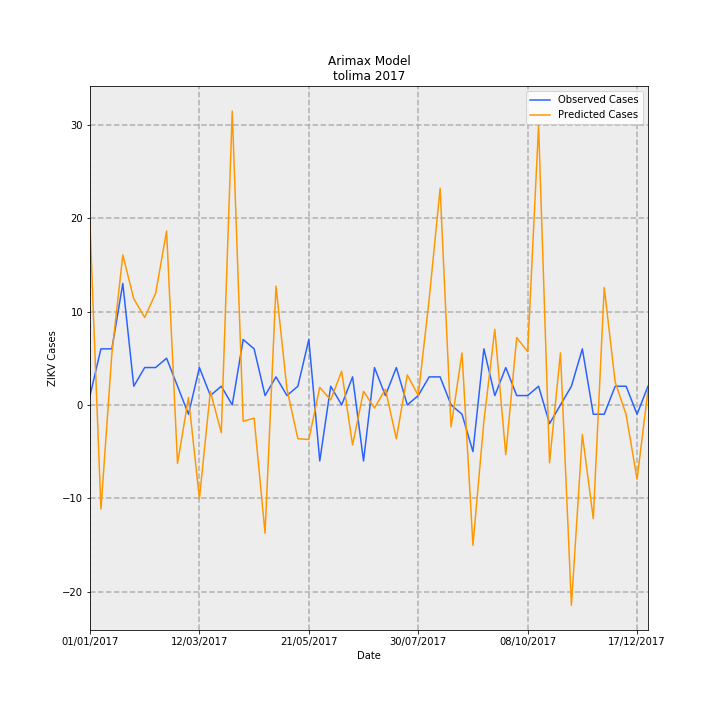 Arimax Model
tolima 2017
Observed Cases
Predicted Cases
ZIKV Cases
30
20
10
0
−10
−20
01/01/2017
12/03/2017
21/05/2017
30/07/2017
08/10/2017
17/12/2017
Date